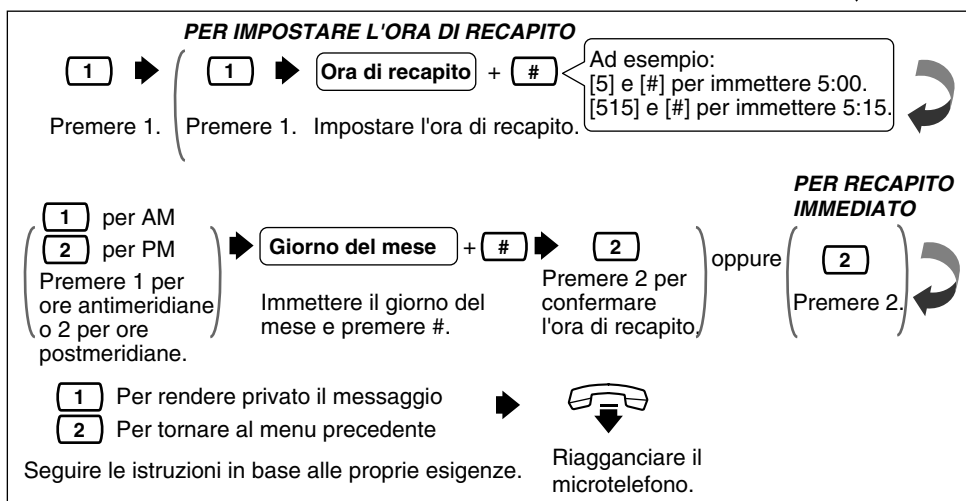 PER IMPOSTARE L'ORA DI RECAPITO
1 1 Ora di recapito + #
Ad esempio:
[5] e [#] per immettere 5:00.
[515] e [#] per immettere 5:15.
Premere 1. Premere 1. Impostare l'ora di recapito.
PER RECAPITO
IMMEDIATO
1 per AM
2 per PM
Premere 1 per
ore antimeridiane
o 2 per ore
postmeridiane.
Giorno del mese + #
Immettere il giorno del
mese e premere #.
2
Premere 2 per
confermare
l'ora di recapito.
oppure
2
Premere 2.
1 Per rendere privato il messaggio
2 Per tornare al menu precedente
Seguire le istruzioni in base alle proprie esigenze.
Riagganciare il
microtelefono.